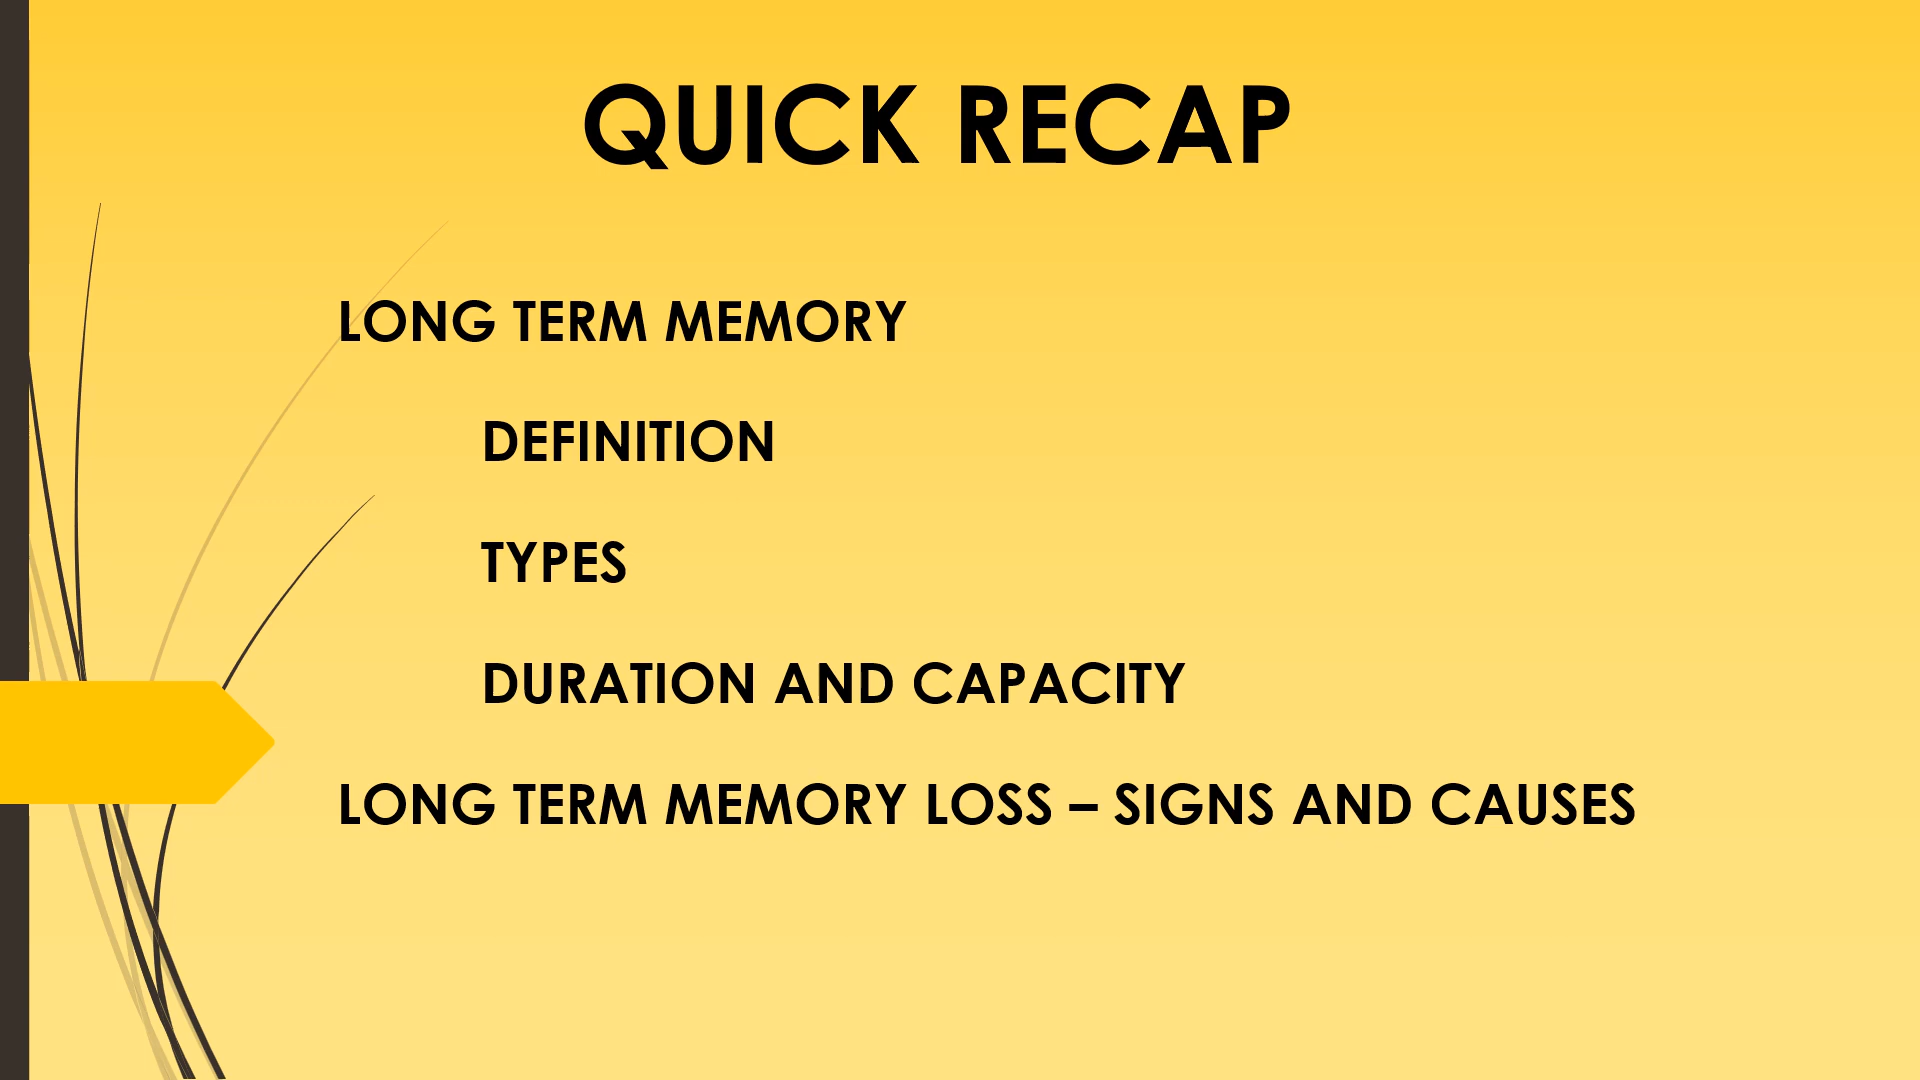 QUICK RECAP
LONG TERM MEMORY
DEFINITION
TYPES
DURATION AND CAPACITY
LONG TERM MEMORY LOSS – SIGNS AND CAUSES